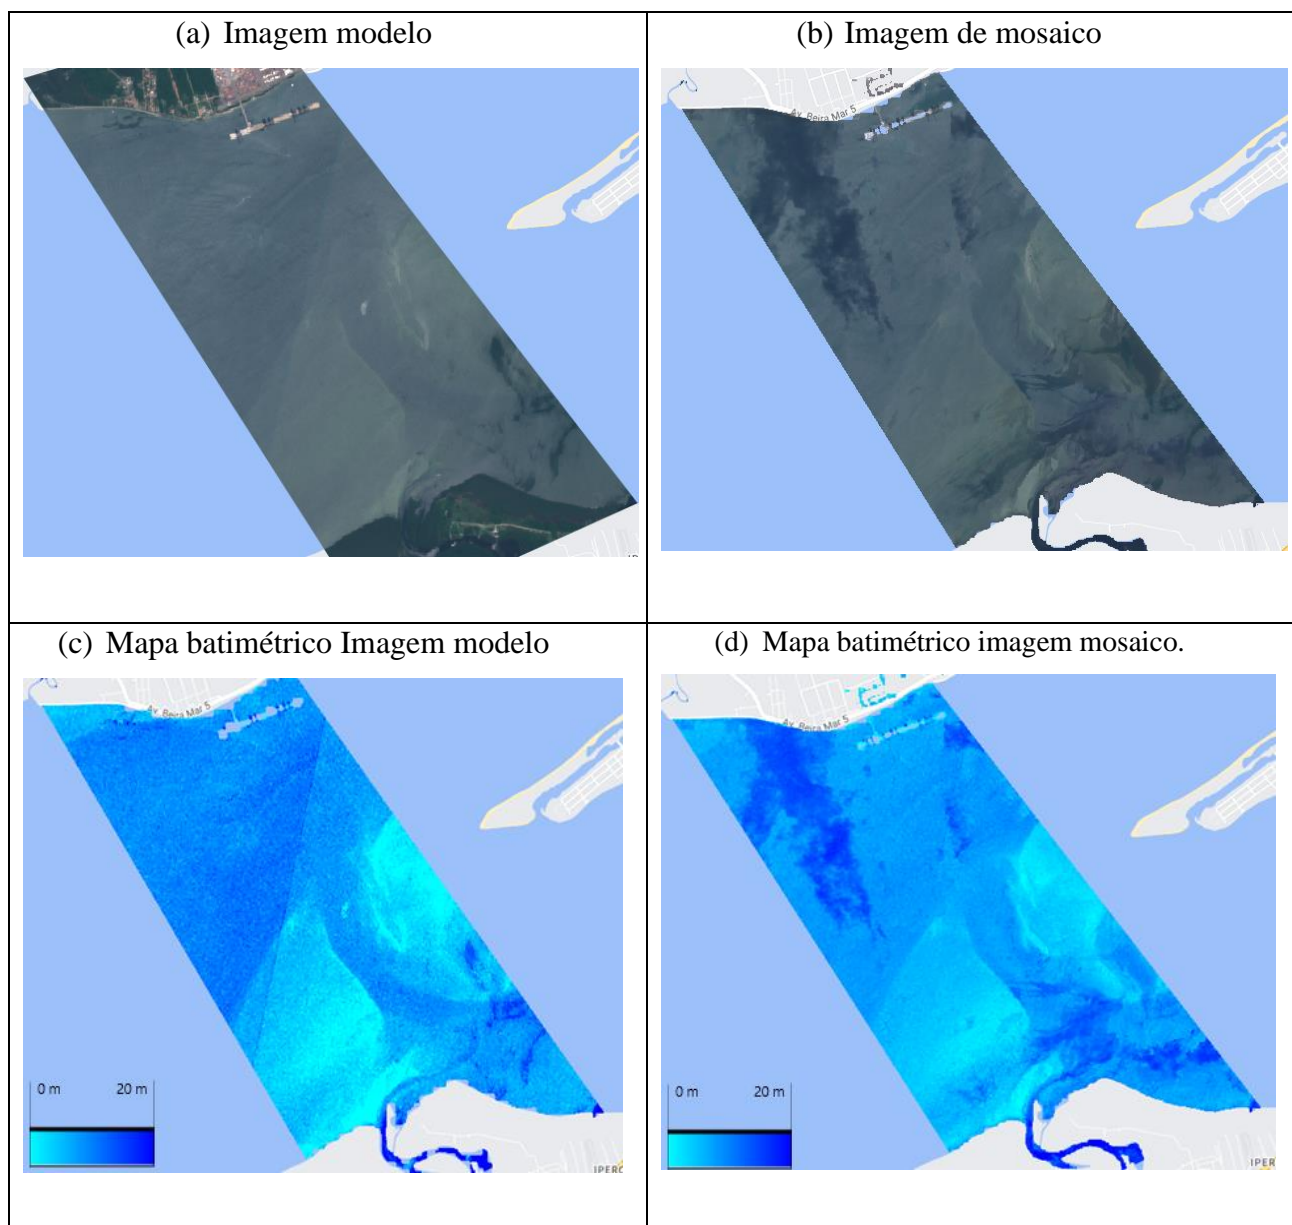 (a) Imagem modelo
(b) Imagem de mosaico
Av. Beira Mar 5
(c) Mapa batimétrico Imagem modelo
(d) Mapa batimétrico imagem mosaico.
Av. Beira Mar 5
Av. Beira Mar 5
0 m 20 m
0 m 20 m
IPERO
IPER